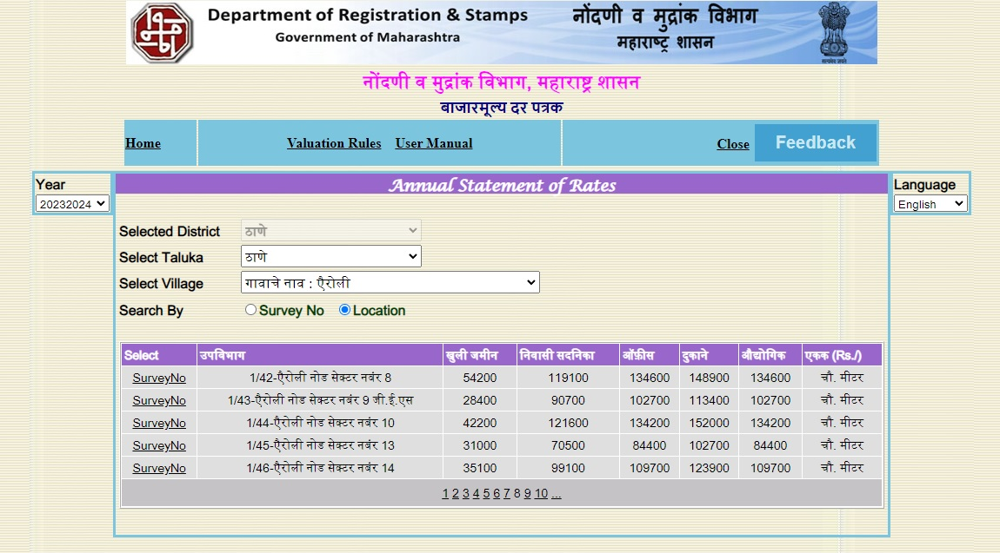 Department of Registration & Stamps
Government of Maharashtra
नोंदणी व मुद्रांक विभाग
महाराष्ट्र शासन
नोंदणी व मुद्रांक विभाग, महाराष्ट्र शासन
बाजारमूल्य दर पत्रक
Home Valuation Rules User Manual Close Feedback
Year Annual Statement of Rates Language
20232024 English
Selected District ठाणे
Select Taluka ठाणे
Select Village गावाचे नाव : ऐरोली
Search By Survey No Location
Select उपविभाग खुली जमीन निवासी सदनिका ऑफ़ीस दुकाने औद्योगिक एकक (Rs./)
SurveyNo 1/42-ऐरोली नोड सेक्टर नबंर 8 54200 119100 134600 148900 134600 चौ. मीटर
SurveyNo 1/43-ऐरोली नोड सेक्टर नबंर 9 जी.ई.एस 28400 90700 102700 113400 102700 चौ. मीटर
SurveyNo 1/44-ऐरोली नोड सेक्टर नबंर 10 42200 121600 134200 152000 134200 चौ. मीटर
SurveyNo 1/45-ऐरोली नोड सेक्टर नबंर 13 31000 70500 84400 102700 84400 चौ. मीटर
SurveyNo 1/46-ऐरोली नोड सेक्टर नबंर 14 35100 99100 109700 123900 109700 चौ. मीटर
1 2 3 4 5 6 7 8 9 10 ...